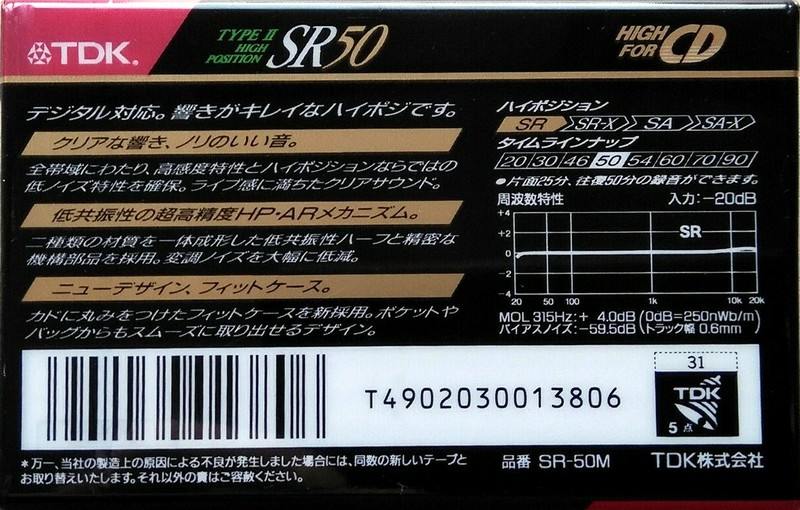 TDK.
TYPE II
HIGH
POSITION
SR50
HIGH
FOR CD
デジタル対応。響きがキレイなハイポジです。
クリアな響き、ノリのいい音。
全帯域にわたり、高感度特性とハイポジションならではの
低ノイズ特性を確保。ライブ感に満ちたクリアサウンド。
低共振性の超高精度HP・ARメカニズム。
二種類の材質を一体成形した低共振性ハーフと精密な
機構部品を採用。変調ノイズを大幅に低減。
ニューデザイン、フィットケース。
カドに丸みをつけたフィットケースを新採用。ポケットや
バッグからもスムーズに取り出せるデザイン。
ハイポジション
SR SR-X SA SA-X
タイムラインナップ
20 30 46 50 54 60 70 90
●片面25分、往復50分の録音ができます。
周波数特性 入力:−20dB
+4
+2
0
−2
−4
SR
20 50 100 1k 10k 20k
MOL 315Hz:+ 4.0dB (0dB=250nWb/m)
バイアスノイズ:−59.5dB (トラック幅 0.6mm)
T4902030013806
31
TDK
5点
＊万一、当社の製造上の原因による不良が発生しました場合には、同数の新しいテープと
お取り替えいたします。それ以外の責はご容赦ください。
品番 SR-50M TDK株式会社